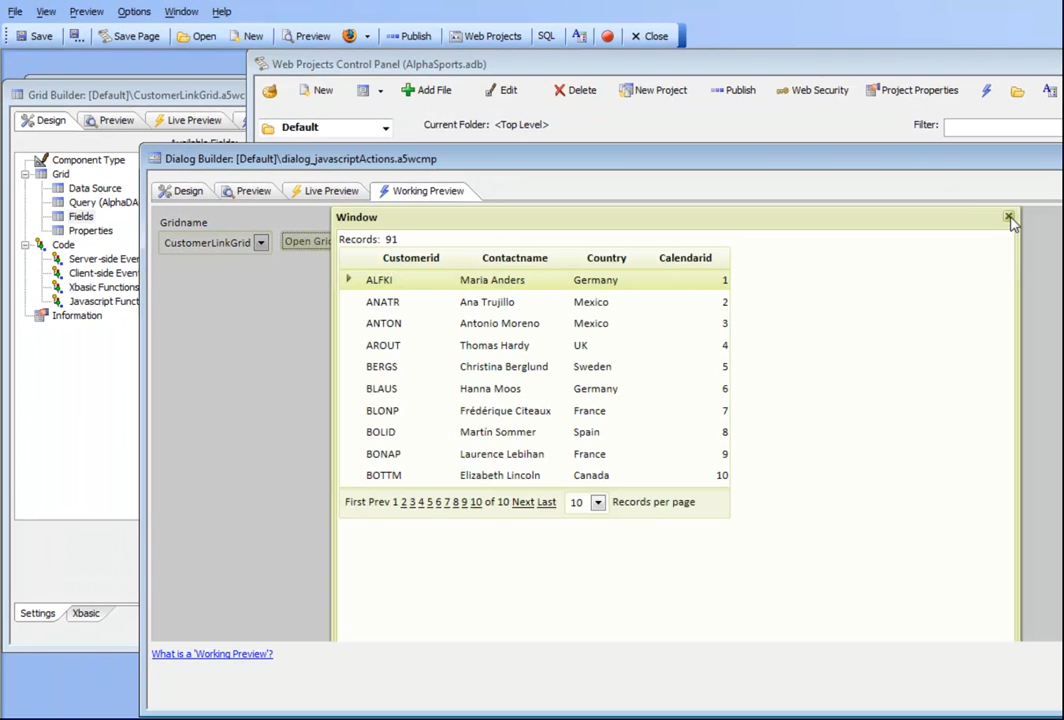 File View Preview Options Window Help
Save Save Page Open New Preview Publish Web Projects SQL Close
Web Projects Control Panel (AlphaSports.adb)
New Add File Edit Delete New Project Publish Web Security Project Properties
Default Current Folder: <Top Level> Filter:
Grid Builder: [Default]\CustomerLinkGrid.a5wc
Design Preview Live Preview
Component Type
Grid
Data Source
Query (AlphaDA
Fields
Properties
Code
Server-side Even
Client-side Even
Xbasic Functions
Javascript Funct
Information
Settings Xbasic
Dialog Builder: [Default]\dialog_javascriptActions.a5wcmp
Design Preview Live Preview Working Preview
Gridname
CustomerLinkGrid Open Gri
Window
Records: 91
Customerid Contactname Country Calendarid
ALFKI Maria Anders Germany 1
ANATR Ana Trujillo Mexico 2
ANTON Antonio Moreno Mexico 3
AROUT Thomas Hardy UK 4
BERGS Christina Berglund Sweden 5
BLAUS Hanna Moos Germany 6
BLONP Frédérique Citeaux France 7
BOLID Martín Sommer Spain 8
BONAP Laurence Lebihan France 9
BOTTM Elizabeth Lincoln Canada 10
First Prev 1 2 3 4 5 6 7 8 9 10 of 10 Next Last 10 Records per page
What is a 'Working Preview'?